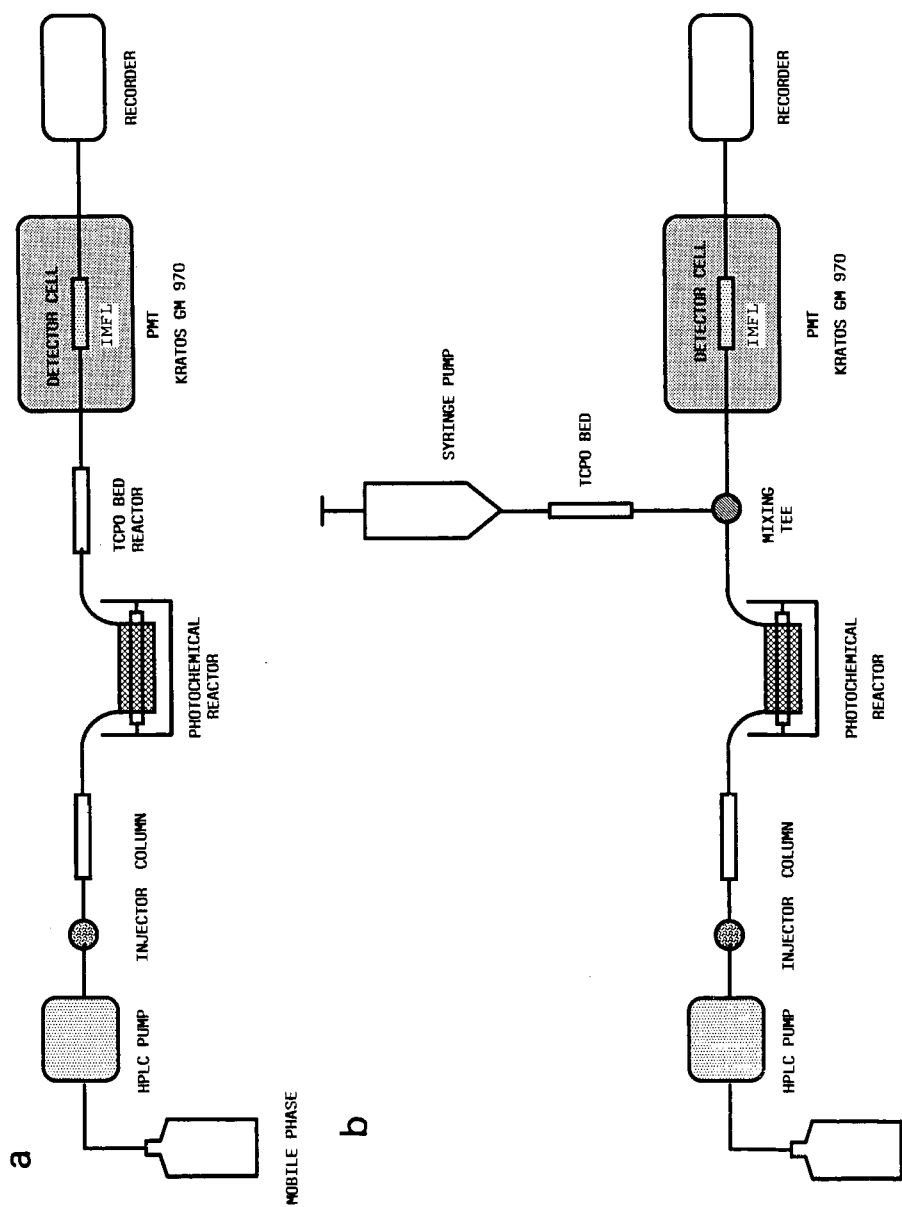 a
MOBILE PHASE
HPLC PUMP
INJECTOR
COLUMN
PHOTOCHEMICAL
REACTOR
TCPO BED
REACTOR
DETECTOR CELL
IMFL
PMT
KRATOS GM 970
RECORDER
b
HPLC PUMP
INJECTOR
COLUMN
PHOTOCHEMICAL
REACTOR
SYRINGE PUMP
TCPO BED
MIXING
TEE
DETECTOR CELL
IMFL
PMT
KRATOS GM 970
RECORDER